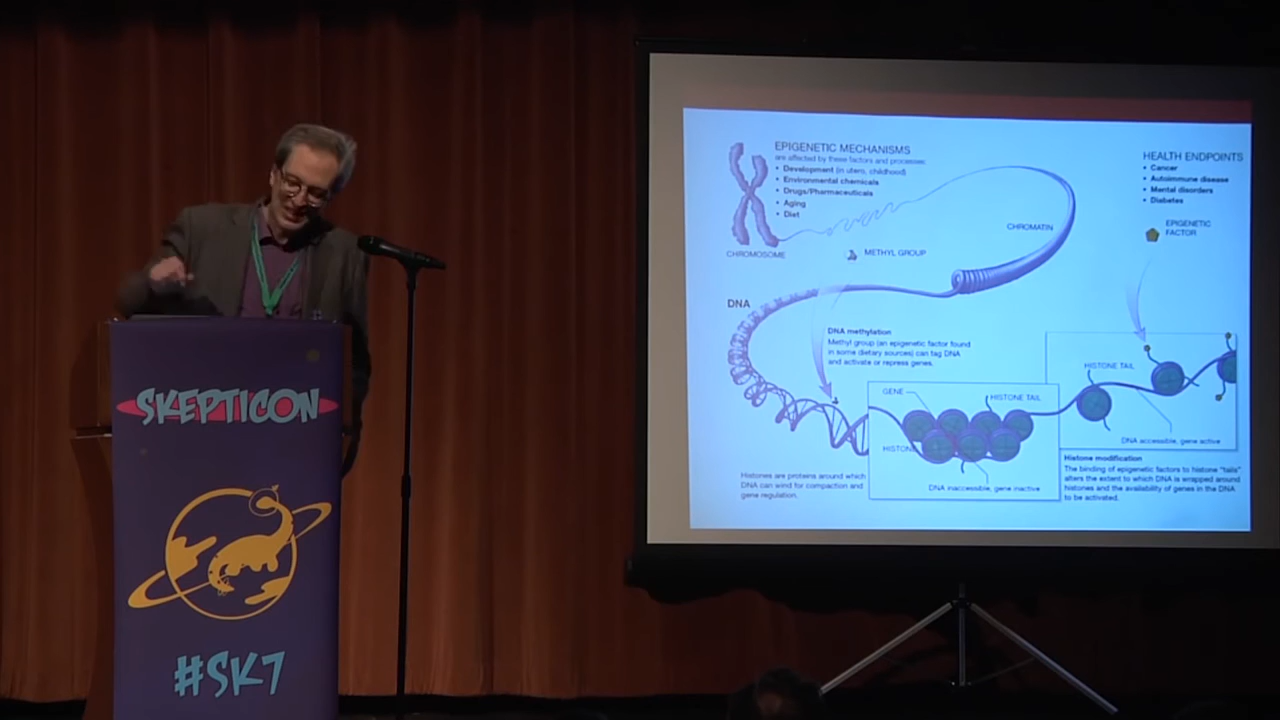 SKEPTICON
#SK7
EPIGENETIC MECHANISMS
are affected by these factors and processes:
• Development (in utero, childhood)
• Environmental chemicals
• Drugs/Pharmaceuticals
• Aging
• Diet
HEALTH ENDPOINTS
• Cancer
• Autoimmune disease
• Mental disorders
• Diabetes
EPIGENETIC
FACTOR
CHROMATIN
CHROMOSOME
METHYL GROUP
DNA
DNA methylation
Methyl group (an epigenetic factor found
in some dietary sources) can tag DNA
and activate or repress genes.
GENE
HISTONE TAIL
HISTONE TAIL
HISTONE
DNA accessible, gene active
DNA inaccessible, gene inactive
Histones are proteins around which
DNA can wind for compaction and
gene regulation.
Histone modification
The binding of epigenetic factors to histone "tails"
alters the extent to which DNA is wrapped around
histones and the availability of genes in the DNA
to be activated.